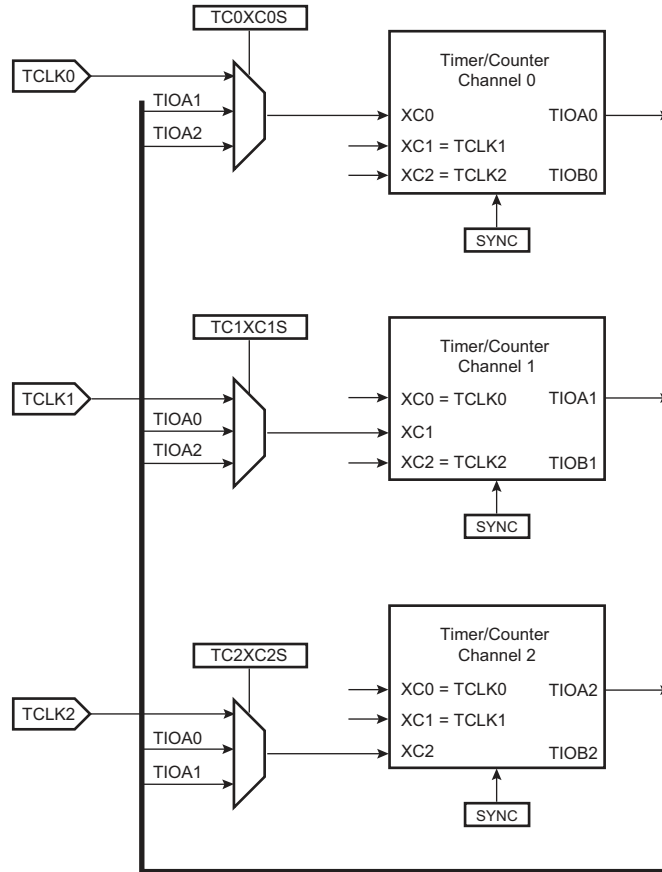 TC0XC0S
TCLK0
TIOA1
TIOA2
Timer/Counter
Channel 0
XC0
TIOA0
XC1 = TCLK1
XC2 = TCLK2
TIOB0
SYNC
TC1XC1S
TCLK1
TIOA0
TIOA2
Timer/Counter
Channel 1
XC0 = TCLK0
TIOA1
XC1
XC2 = TCLK2
TIOB1
SYNC
TC2XC2S
TCLK2
TIOA0
TIOA1
Timer/Counter
Channel 2
XC0 = TCLK0
TIOA2
XC1 = TCLK1
XC2
TIOB2
SYNC